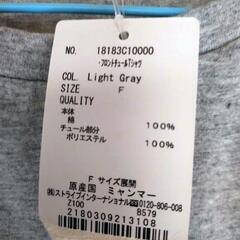 NO. 18183C10000
・フロントチュールTシャツ
COL. Light Gray
SIZE F
QUALITY
本体
綿 100%
チュール部分
ポリエステル 100%
F サイズ展開
原産国 ミャンマー
㈱ストライプインターナショナル☎0120-806-008
Z100 B579
2180309213108